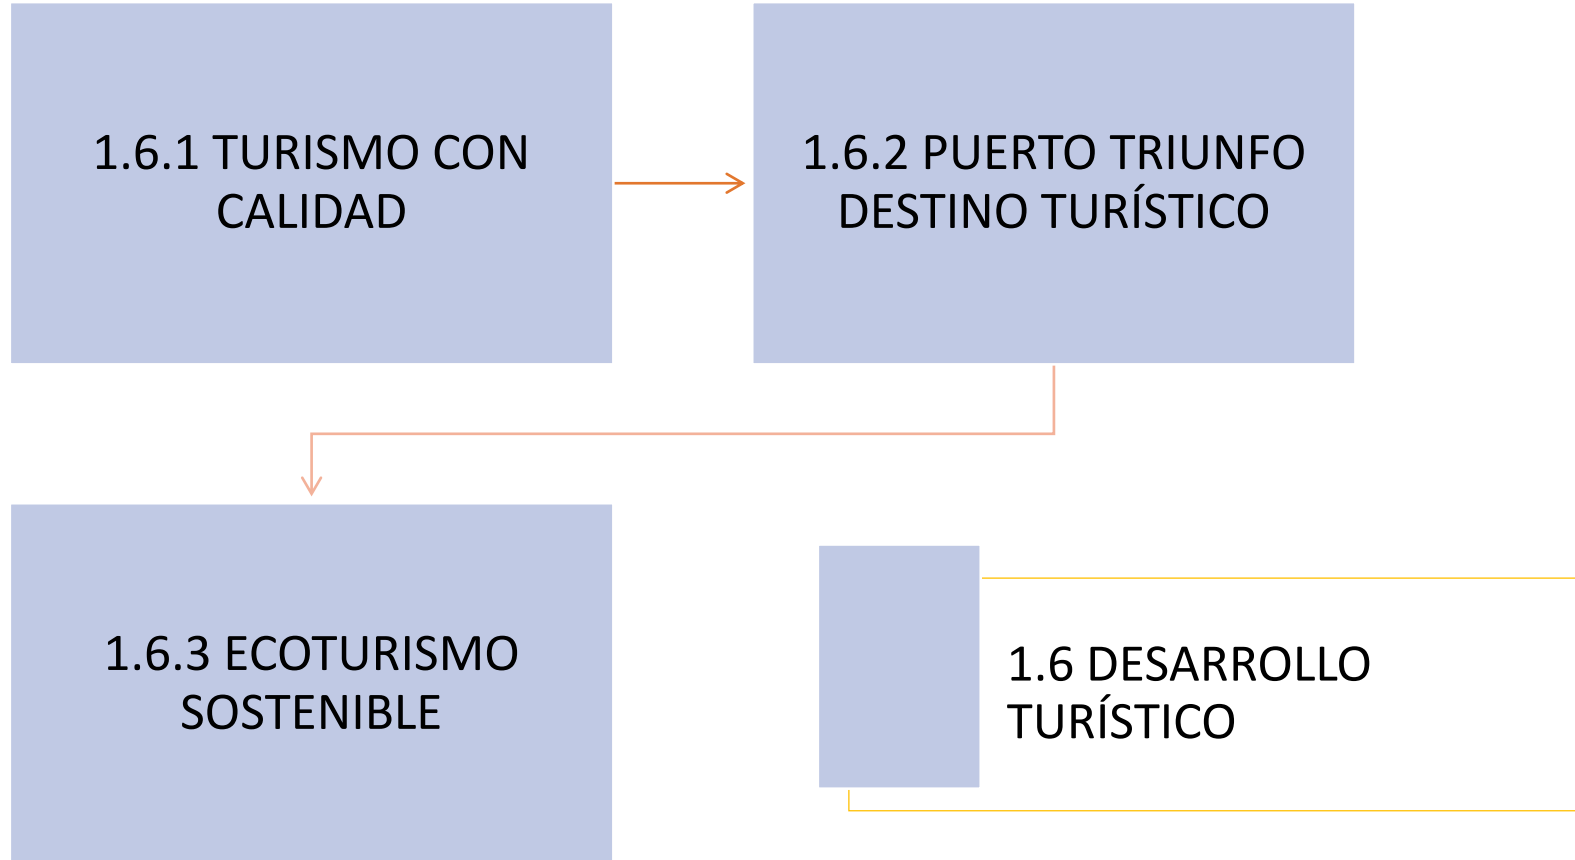 1.6.1 TURISMO CON
CALIDAD
1.6.2 PUERTO TRIUNFO
DESTINO TURÍSTICO
1.6.3 ECOTURISMO
SOSTENIBLE
1.6 DESARROLLO
TURÍSTICO